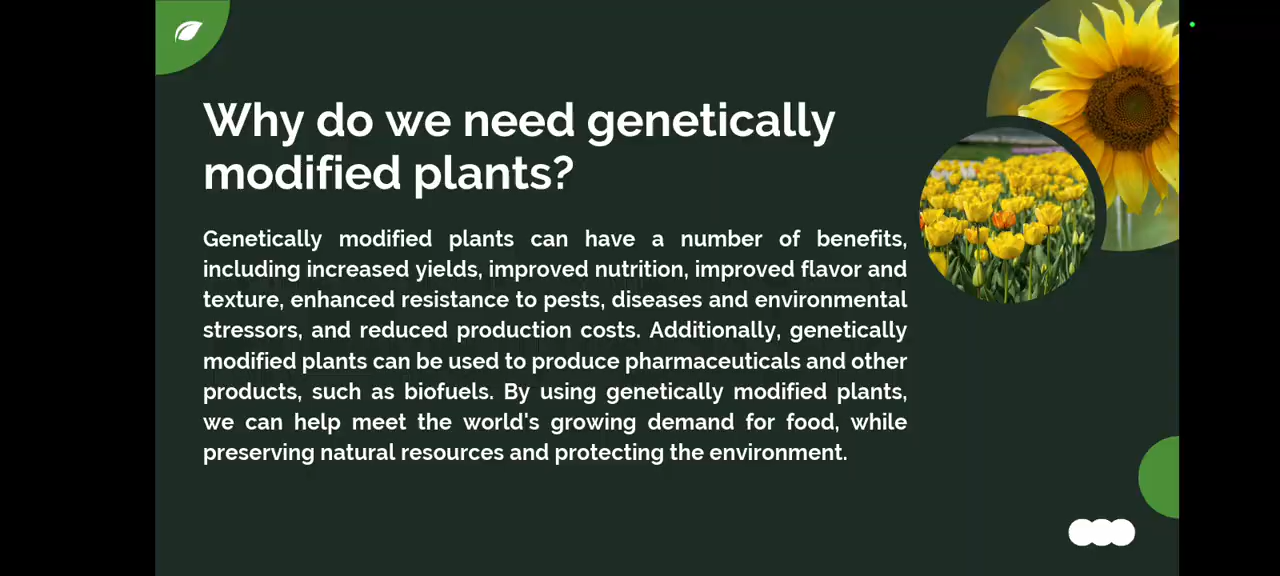 Why do we need genetically
modified plants?
Genetically modified plants can have a number of benefits,
including increased yields, improved nutrition, improved flavor and
texture, enhanced resistance to pests, diseases and environmental
stressors, and reduced production costs. Additionally, genetically
modified plants can be used to produce pharmaceuticals and other
products, such as biofuels. By using genetically modified plants,
we can help meet the world's growing demand for food, while
preserving natural resources and protecting the environment.